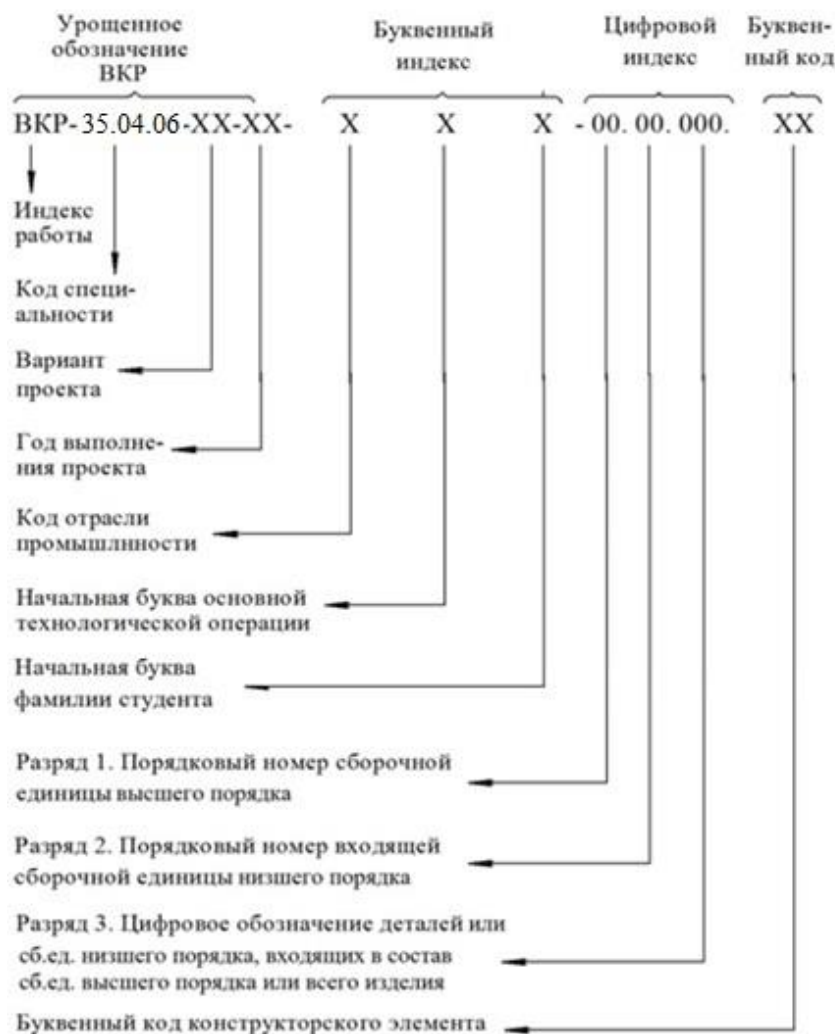 Урощенное
обозначение
ВКР
Буквенный
индекс
Цифровой
индекс
Буквен-
ный код
ВКР- 35.04.06 -ХХ-ХХ- Х Х Х - 00. 00. 000. ХХ
Индекс
работы
Код специ-
альности
Вариант
проекта
Год выполне-
ния проекта
Код отрасли
промышлнности
Начальная буква основной
технологической операции
Начальная буква
фамилии студента
Разряд 1. Порядковый номер сборочной
единицы высшего порядка
Разряд 2. Порядковый номер входящей
сборочной единицы низшего порядка
Разряд 3. Цифровое обозначение деталей или
сб.ед. низшего порядка, входящих в состав
сб.ед. высшего порядка или всего изделия
Буквенный код конструкторского элемента